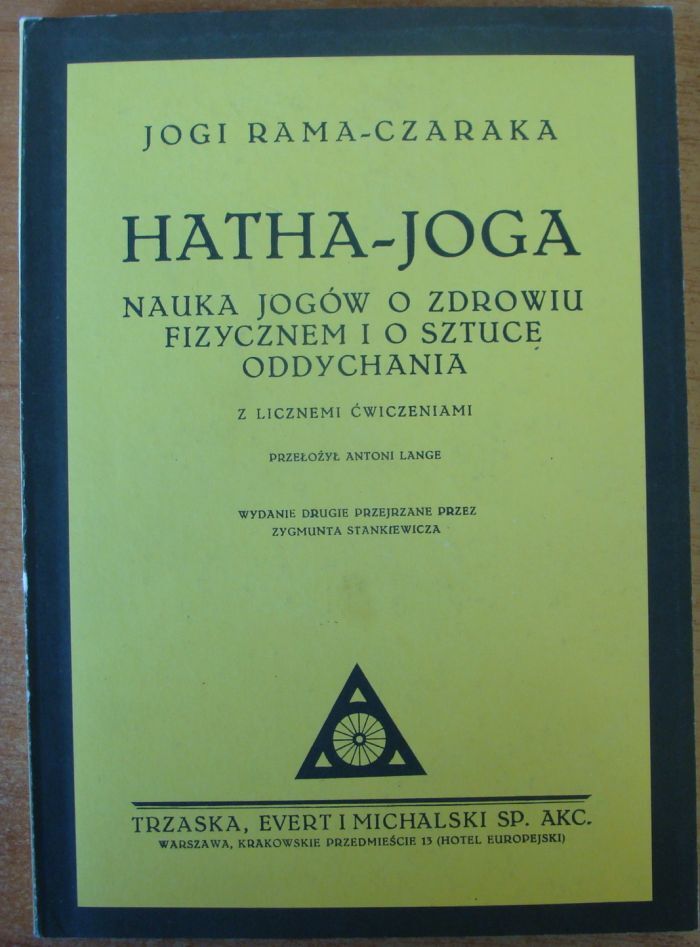 JOGI RAMA-CZARAKA
HATHA-JOGA
NAUKA JOGÓW O ZDROWIU
FIZYCZNEM I O SZTUCE
ODDYCHANIA
Z LICZNEMI ĆWICZENIAMI
PRZEŁOŻYŁ ANTONI LANGE
WYDANIE DRUGIE PRZEJRZANE PRZEZ
ZYGMUNTA STANKIEWICZA
TRZASKA, EVERT I MICHALSKI SP. AKC.
WARSZAWA, KRAKOWSKIE PRZEDMIEŚCIE 13 (HOTEL EUROPEJSKI)